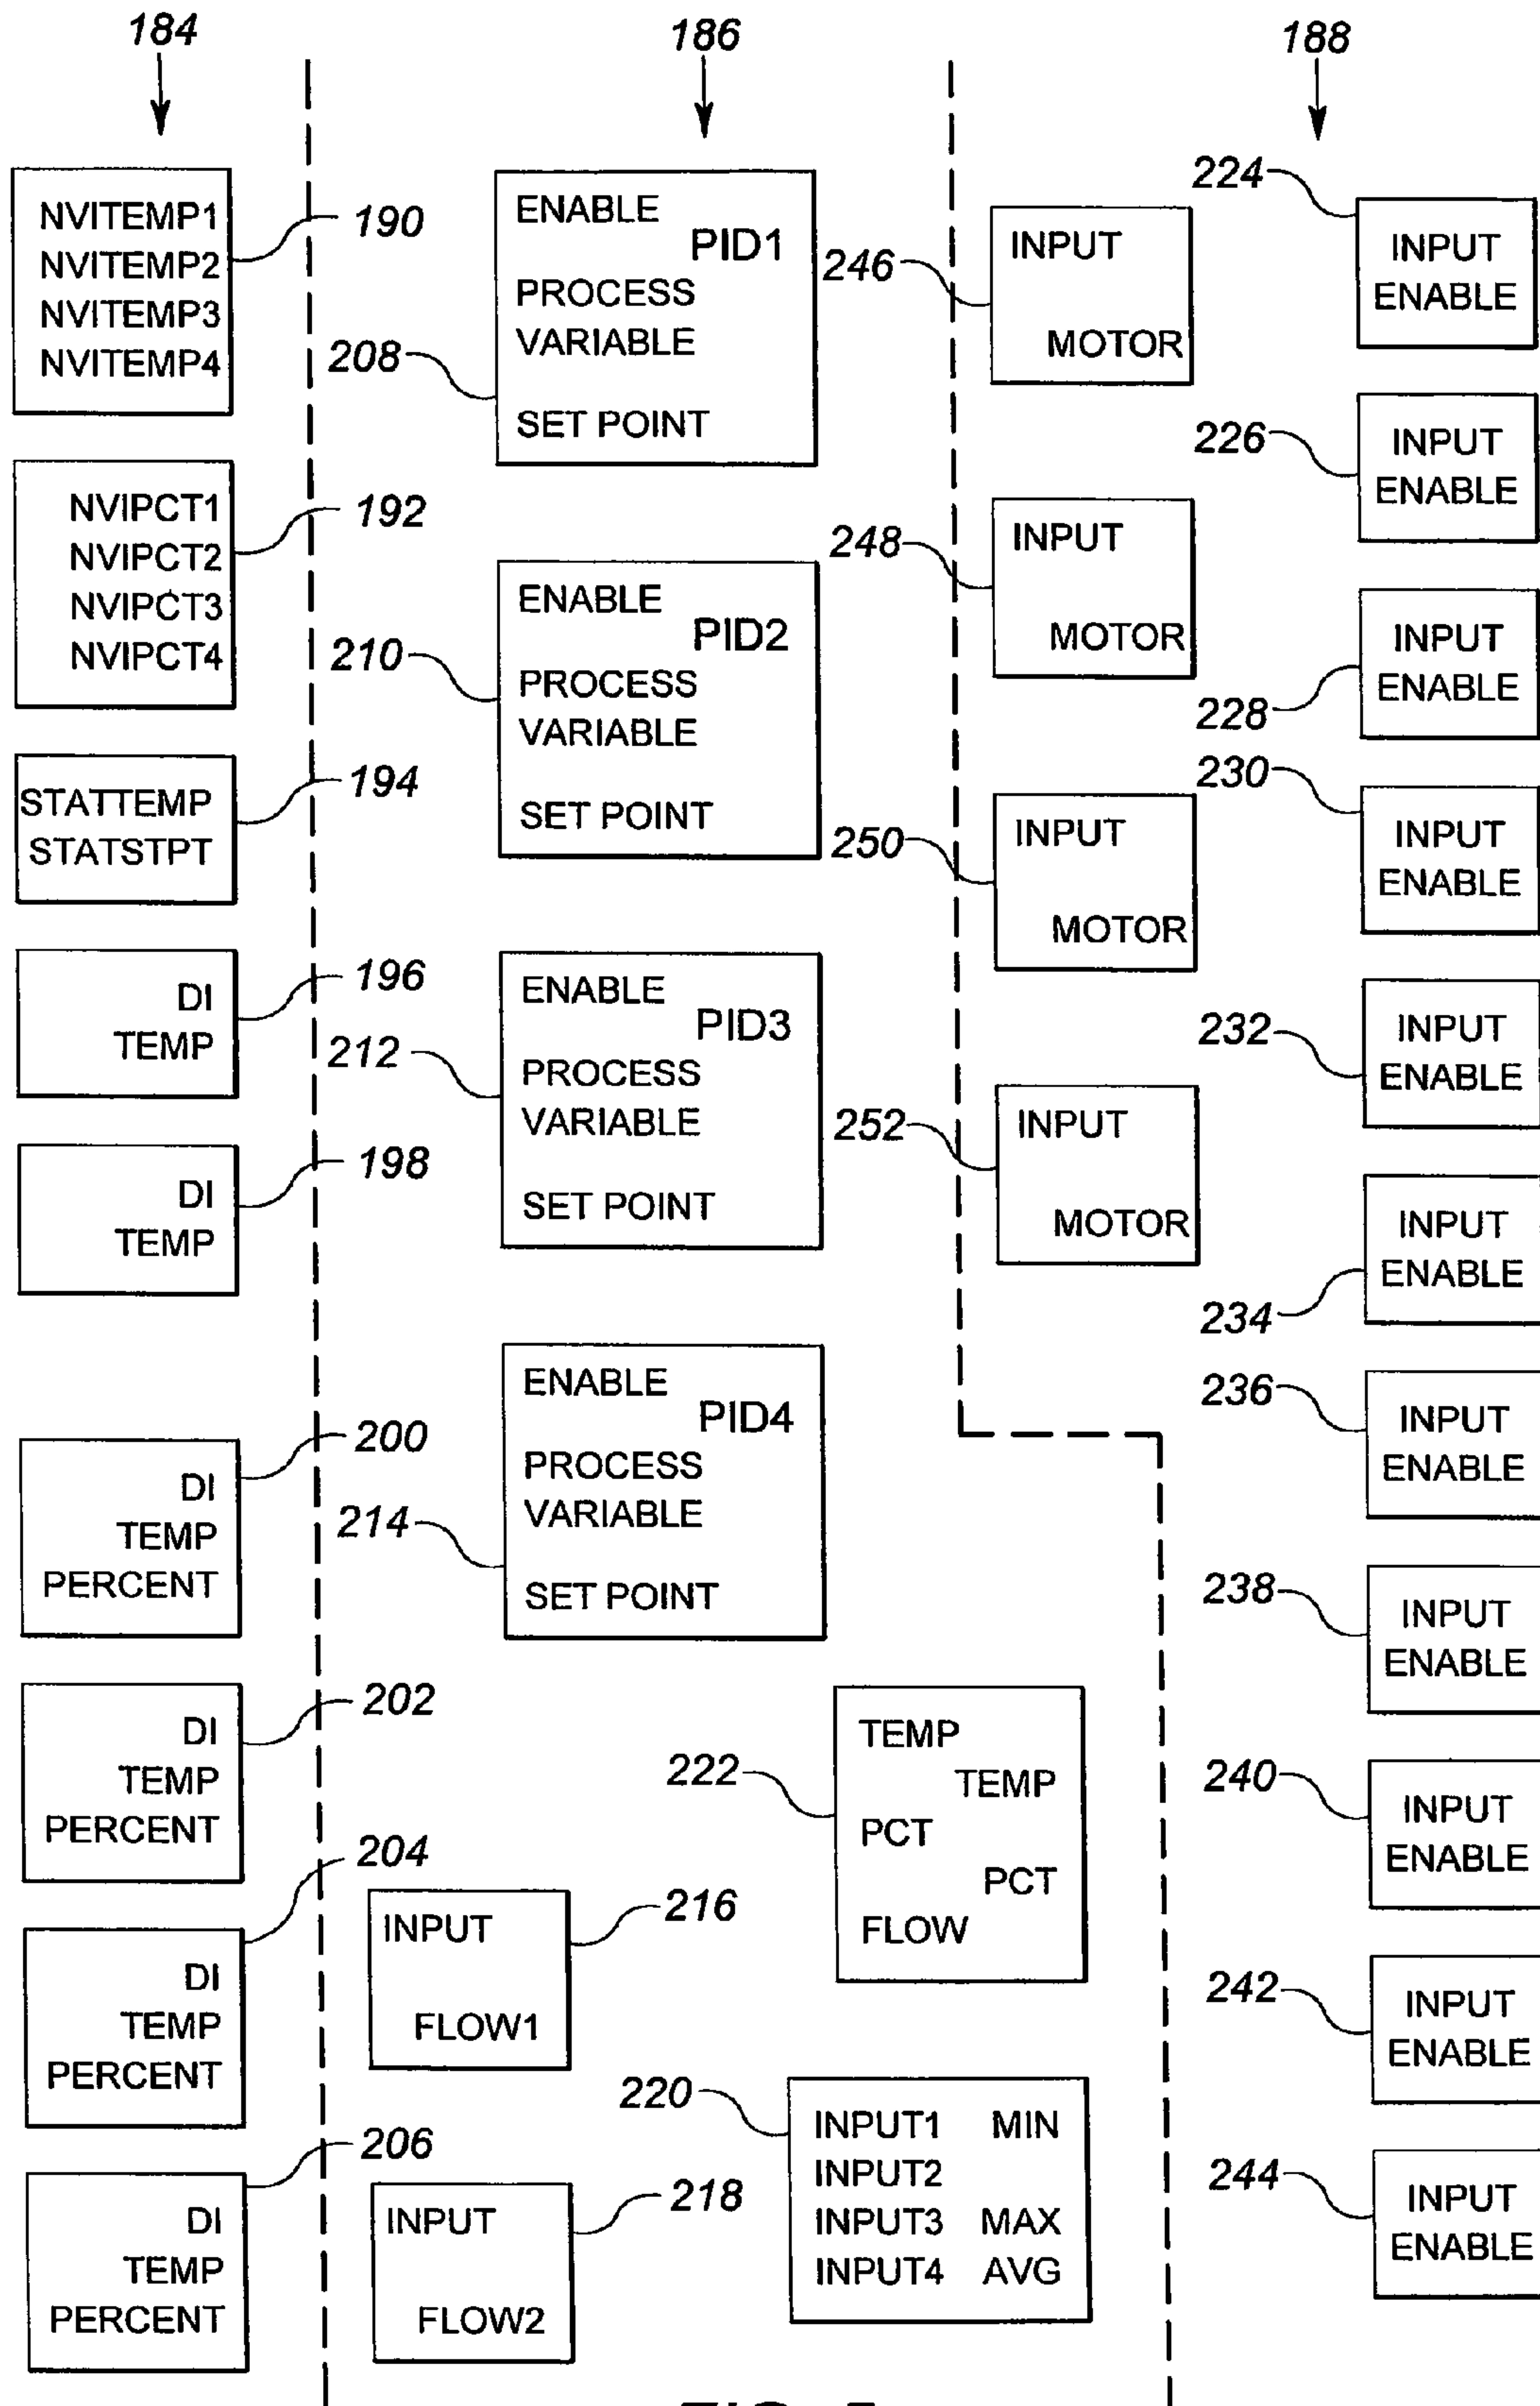 184
186
188
NVITEMP1
NVITEMP2
NVITEMP3
NVITEMP4
190
NVIPCT1
NVIPCT2
NVIPCT3
NVIPCT4
192
STATTEMP
STATSTPT
194
DI
TEMP
196
DI
TEMP
198
DI
TEMP
PERCENT
200
DI
TEMP
PERCENT
202
DI
TEMP
PERCENT
204
DI
TEMP
PERCENT
206
ENABLE
PID1
PROCESS
VARIABLE
SET POINT
208
ENABLE
PID2
PROCESS
VARIABLE
SET POINT
210
ENABLE
PID3
PROCESS
VARIABLE
SET POINT
212
ENABLE
PID4
PROCESS
VARIABLE
SET POINT
214
TEMP
TEMP
PCT
PCT
FLOW
222
INPUT
FLOW1
216
INPUT
FLOW2
218
220
INPUT1 MIN
INPUT2
INPUT3 MAX
INPUT4 AVG
246
INPUT
MOTOR
248
INPUT
MOTOR
250
INPUT
MOTOR
252
INPUT
MOTOR
224
INPUT
ENABLE
226
INPUT
ENABLE
228
INPUT
ENABLE
230
INPUT
ENABLE
232
INPUT
ENABLE
234
INPUT
ENABLE
236
INPUT
ENABLE
238
INPUT
ENABLE
240
INPUT
ENABLE
242
INPUT
ENABLE
244
INPUT
ENABLE